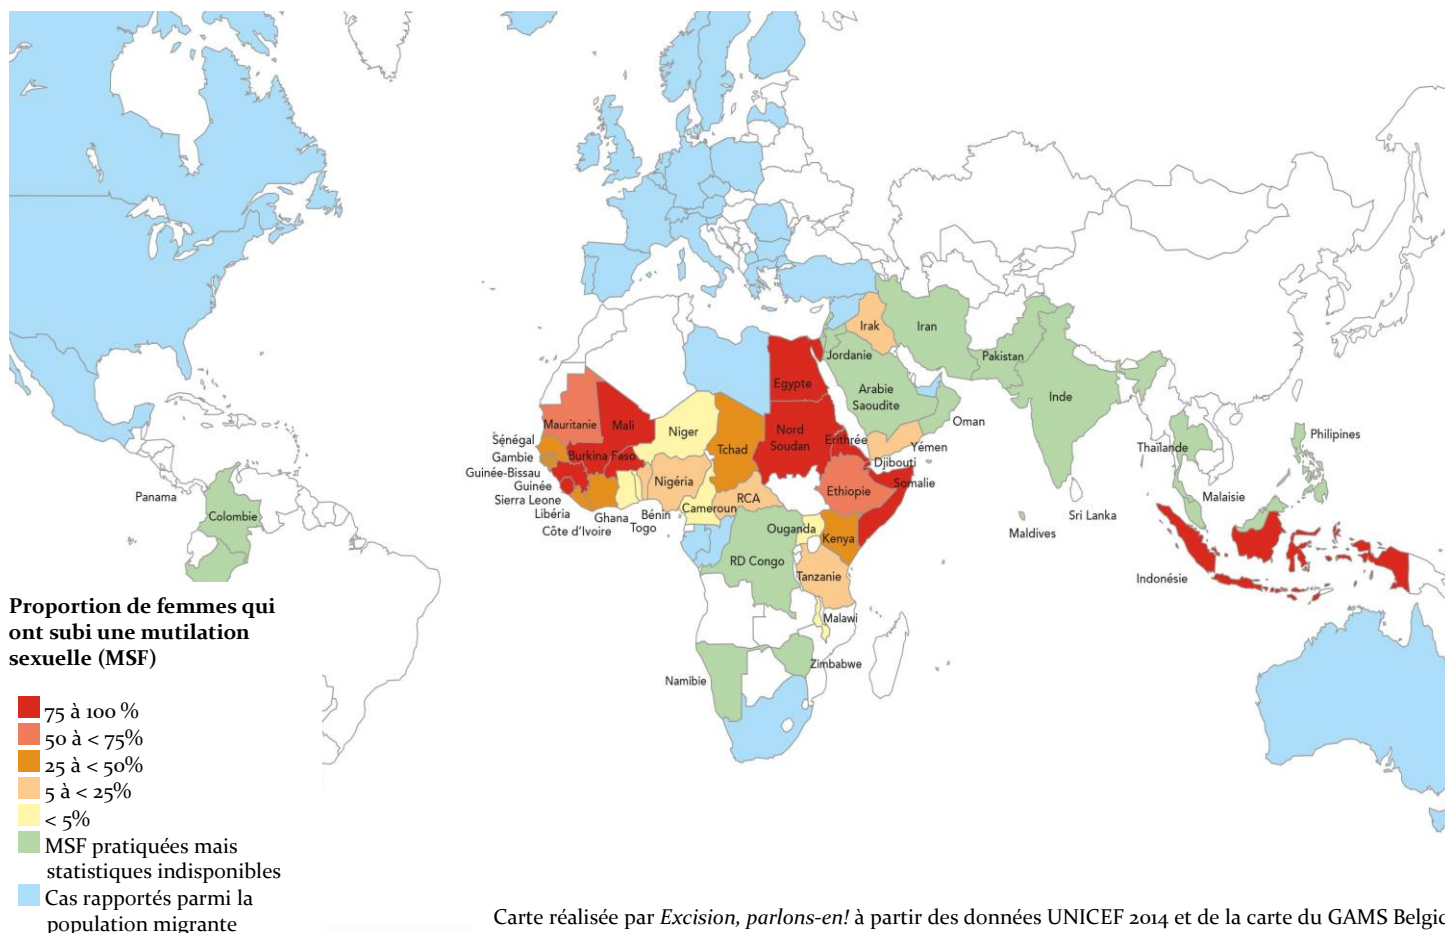 Irak
Iran
Jordanie
Pakistan
Egypte
Arabie
Saoudite
Inde
Oman
Mauritanie
Mali
Niger
Tchad
Nord
Soudan
Erithrée
Yémen
Djibouti
Sénégal
Gambie
Burkina Faso
Guinée-Bissau
Guinée
Sierra Leone
Libéria
Côte d'Ivoire
Ghana
Togo
Bénin
Nigéria
Cameroun
RCA
Ethiopie
Somalie
Ouganda
Kenya
RD Congo
Tanzanie
Malawi
Zimbabwe
Namibie
Panama
Colombie
Thaïlande
Philipines
Malaisie
Sri Lanka
Maldives
Indonésie
Proportion de femmes qui
ont subi une mutilation
sexuelle (MSF)
75 à 100 %
50 à < 75%
25 à < 50%
5 à < 25%
< 5%
MSF pratiquées mais
statistiques indisponibles
Cas rapportés parmi la
population migrante
Carte réalisée par Excision, parlons-en! à partir des données UNICEF 2014 et de la carte du GAMS Belgic